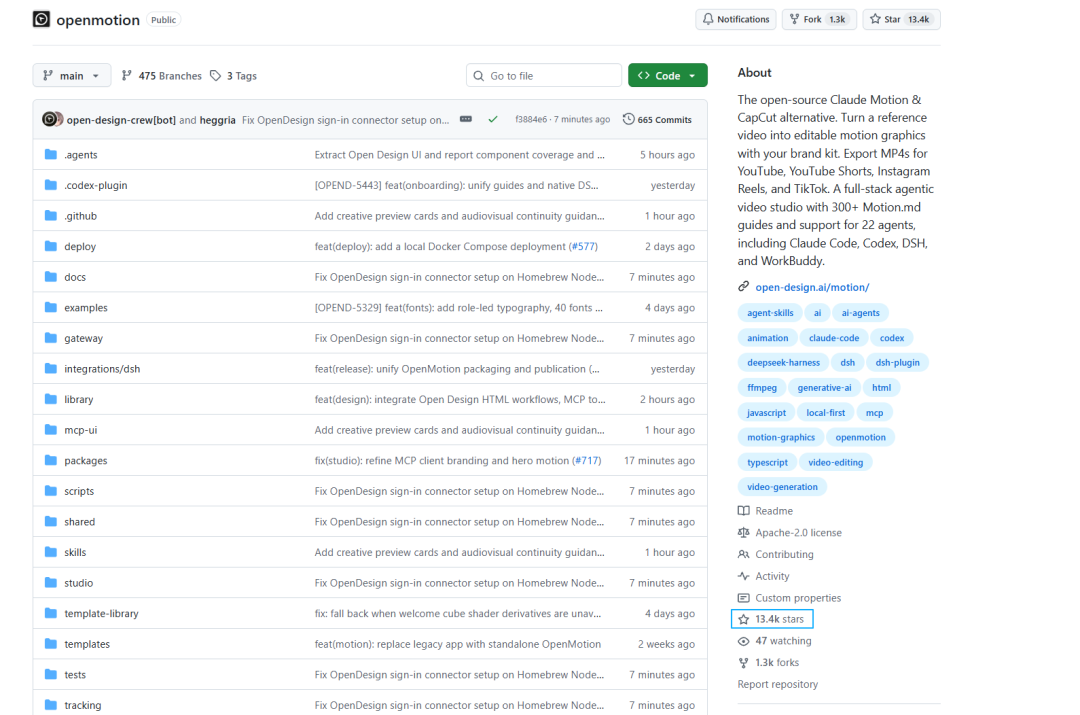 openmotion Public
Notifications Fork 1.3k Star 13.4k
main 475 Branches 3 Tags Go to file Code
open-design-crew[bot] and heggria Fix OpenDesign sign-in connector setup on... f3884e6 · 7 minutes ago 665 Commits
.agents Extract Open Design UI and report component coverage and ... 5 hours ago
.codex-plugin [OPEND-5443] feat(onboarding): unify guides and native DS... yesterday
.github Add creative preview cards and audiovisual continuity guidan... 1 hour ago
deploy feat(deploy): add a local Docker Compose deployment (#577) 2 days ago
docs Fix OpenDesign sign-in connector setup on Homebrew Node... 7 minutes ago
examples [OPEND-5329] feat(fonts): add role-led typography, 40 fonts ... 4 days ago
gateway Fix OpenDesign sign-in connector setup on Homebrew Node... 7 minutes ago
integrations/dsh feat(release): unify OpenMotion packaging and publication (... yesterday
library feat(design): integrate Open Design HTML workflows, MCP to... 2 hours ago
mcp-ui Add creative preview cards and audiovisual continuity guidan... 1 hour ago
packages fix(studio): refine MCP client branding and hero motion (#717) 17 minutes ago
scripts Fix OpenDesign sign-in connector setup on Homebrew Node... 7 minutes ago
shared Fix OpenDesign sign-in connector setup on Homebrew Node... 7 minutes ago
skills Add creative preview cards and audiovisual continuity guidan... 1 hour ago
studio Fix OpenDesign sign-in connector setup on Homebrew Node... 7 minutes ago
template-library fix: fall back when welcome cube shader derivatives are unav... 4 days ago
templates feat(motion): replace legacy app with standalone OpenMotion 2 weeks ago
tests Fix OpenDesign sign-in connector setup on Homebrew Node... 7 minutes ago
tracking Fix OpenDesign sign-in connector setup on Homebrew Node... 7 minutes ago
About
The open-source Claude Motion &
CapCut alternative. Turn a reference
video into editable motion graphics
with your brand kit. Export MP4s for
YouTube, YouTube Shorts, Instagram
Reels, and TikTok. A full-stack agentic
video studio with 300+ Motion.md
guides and support for 22 agents,
including Claude Code, Codex, DSH,
and WorkBuddy.
open-design.ai/motion/
agent-skills ai ai-agents
animation claude-code codex
deepseek-harness dsh dsh-plugin
ffmpeg generative-ai html
javascript local-first mcp
motion-graphics openmotion
typescript video-editing
video-generation
Readme
Apache-2.0 license
Contributing
Activity
Custom properties
13.4k stars
47 watching
1.3k forks
Report repository